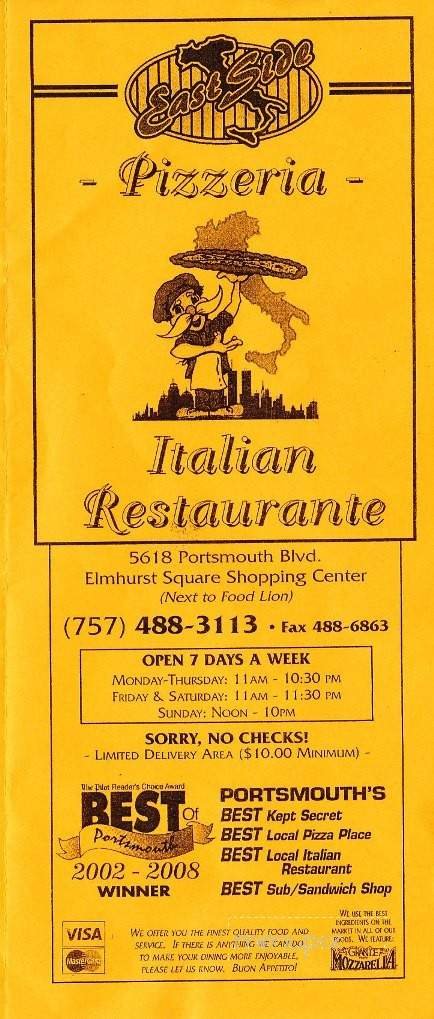 East Side
- Pizzeria -
Italian
Restaurante
5618 Portsmouth Blvd.
Elmhurst Square Shopping Center
(Next to Food Lion)
(757) 488-3113 • Fax 488-6863
OPEN 7 DAYS A WEEK
Monday-Thursday: 11am - 10:30 pm
Friday & Saturday: 11am - 11:30 pm
Sunday: Noon - 10pm
SORRY, NO CHECKS!
- Limited Delivery Area ($10.00 Minimum) -
The Pilot Reader's Choice Award
BEST Of
Portsmouth
2002 - 2008
WINNER
PORTSMOUTH'S
BEST Kept Secret
BEST Local Pizza Place
BEST Local Italian
Restaurant
BEST Sub/Sandwich Shop
VISA
MasterCard
We offer you the finest quality food and
service. If there is anything we can do
to make your dining more enjoyable,
please let us know. Buon Appetito!
We use the best
ingredients on the
market in all of our
foods. We feature:
Grande
Mozzarella